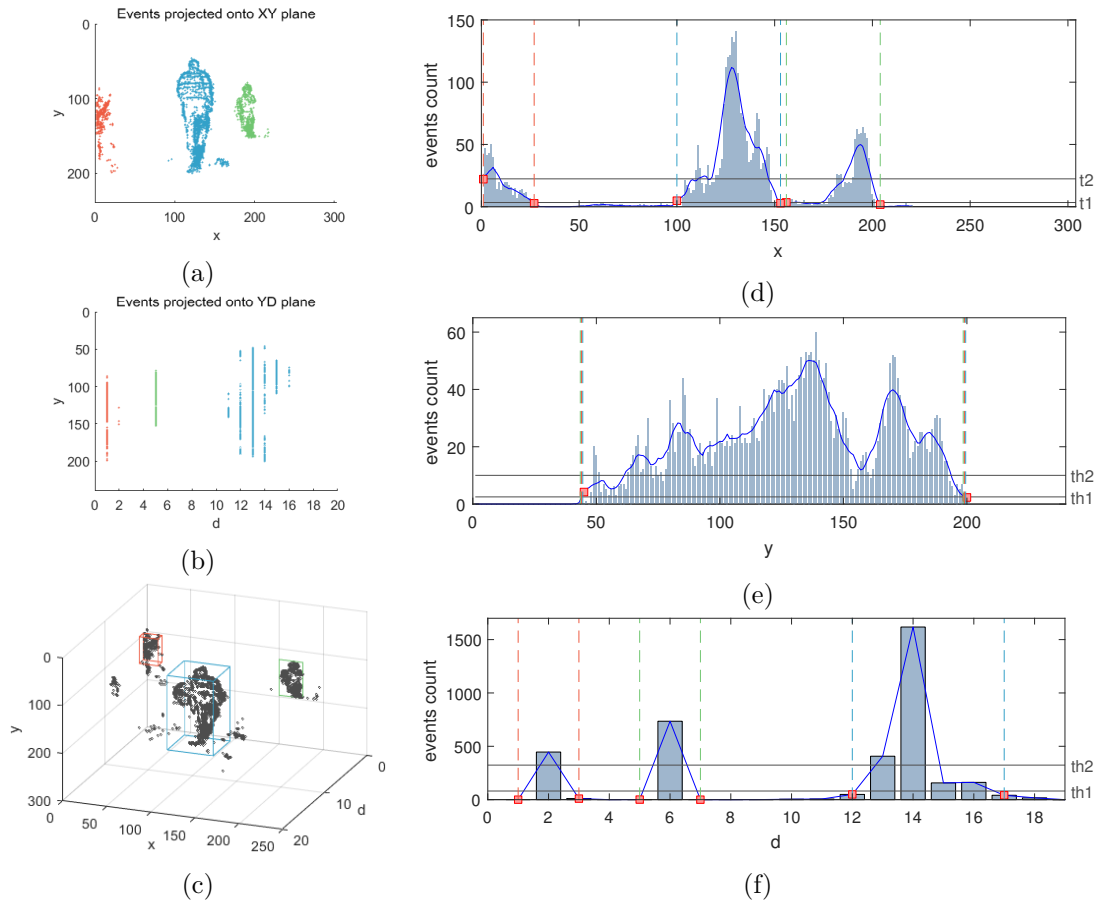 Events projected onto XY plane
0
100
200
y
0
100
200
300
x
(a)
Events projected onto YD plane
0
50
100
150
200
y
0
2
4
6
8
10
12
14
16
18
20
d
(b)
0
100
200
300
y
0
50
100
150
200
250
x
0
10
20
d
(c)
150
100
50
0
events count
t2
t1
0
50
100
150
200
250
300
x
(d)
60
40
20
0
events count
th2
th1
0
50
100
150
200
y
(e)
1500
1000
500
0
events count
th2
th1
0
2
4
6
8
10
12
14
16
18
d
(f)